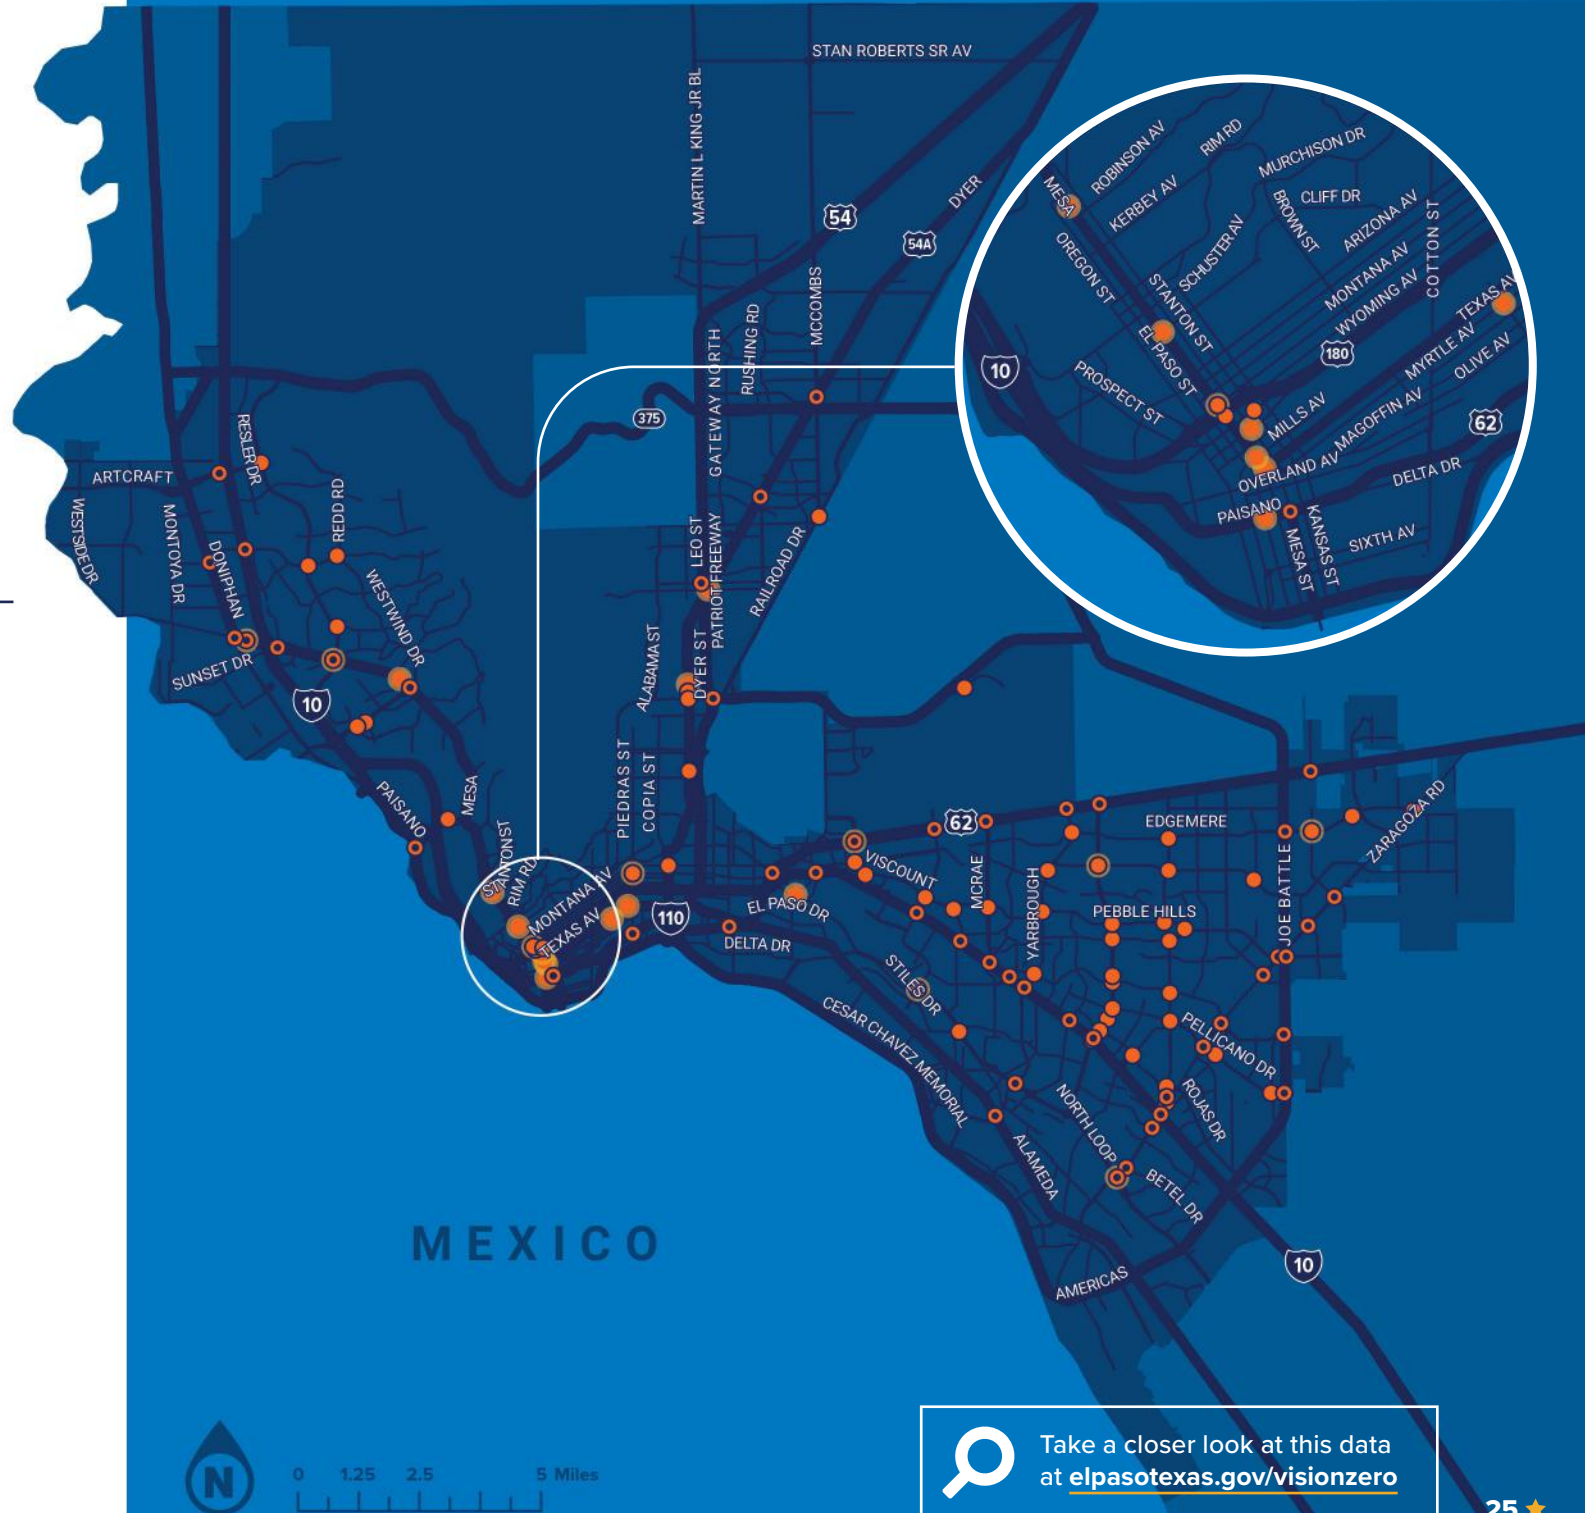 STAN ROBERTS SR AV
MARTIN L KING JR BL
54
DYER
54A
MCCOMBS
RUSHING RD
GATEWAY NORTH
375
RESLER DR
ARTCRAFT
REDD RD
WESTSIDE DR
MONTOYA DR
DONIPHAN
WESTWIND DR
SUNSET DR
10
LEO ST
PATRIOT FREEWAY
RAILROAD DR
ALABAMA ST
DYER ST
PIEDRAS ST
COPIA ST
PAISANO
MESA
STANTON ST
RIM RD
MONTANA AV
TEXAS AV
110
EL PASO DR
DELTA DR
62
VISCOUNT
MCRAE
YARBROUGH
EDGEMERE
PEBBLE HILLS
JOE BATTLE
ZARAGOZA RD
STILES DR
CESAR CHAVEZ MEMORIAL
PELLICANO DR
ROJAS DR
NORTH LOOP
BETEL DR
ALAMEDA
AMERICAS
10
MESA
ROBINSON AV
RIM RD
MURCHISON DR
KERBEY AV
CLIFF DR
BROWN ST
ARIZONA AV
COTTON ST
OREGON ST
SCHUSTER AV
STANTON ST
MONTANA AV
WYOMING AV
TEXAS AV
EL PASO ST
180
MYRTLE AV
OLIVE AV
10
PROSPECT ST
MILLS AV
MAGOFFIN AV
62
OVERLAND AV
DELTA DR
PAISANO
KANSAS ST
MESA ST
SIXTH AV
MEXICO
N
0 1.25 2.5 5 Miles
Take a closer look at this data
at elpasotexas.gov/visionzero
25